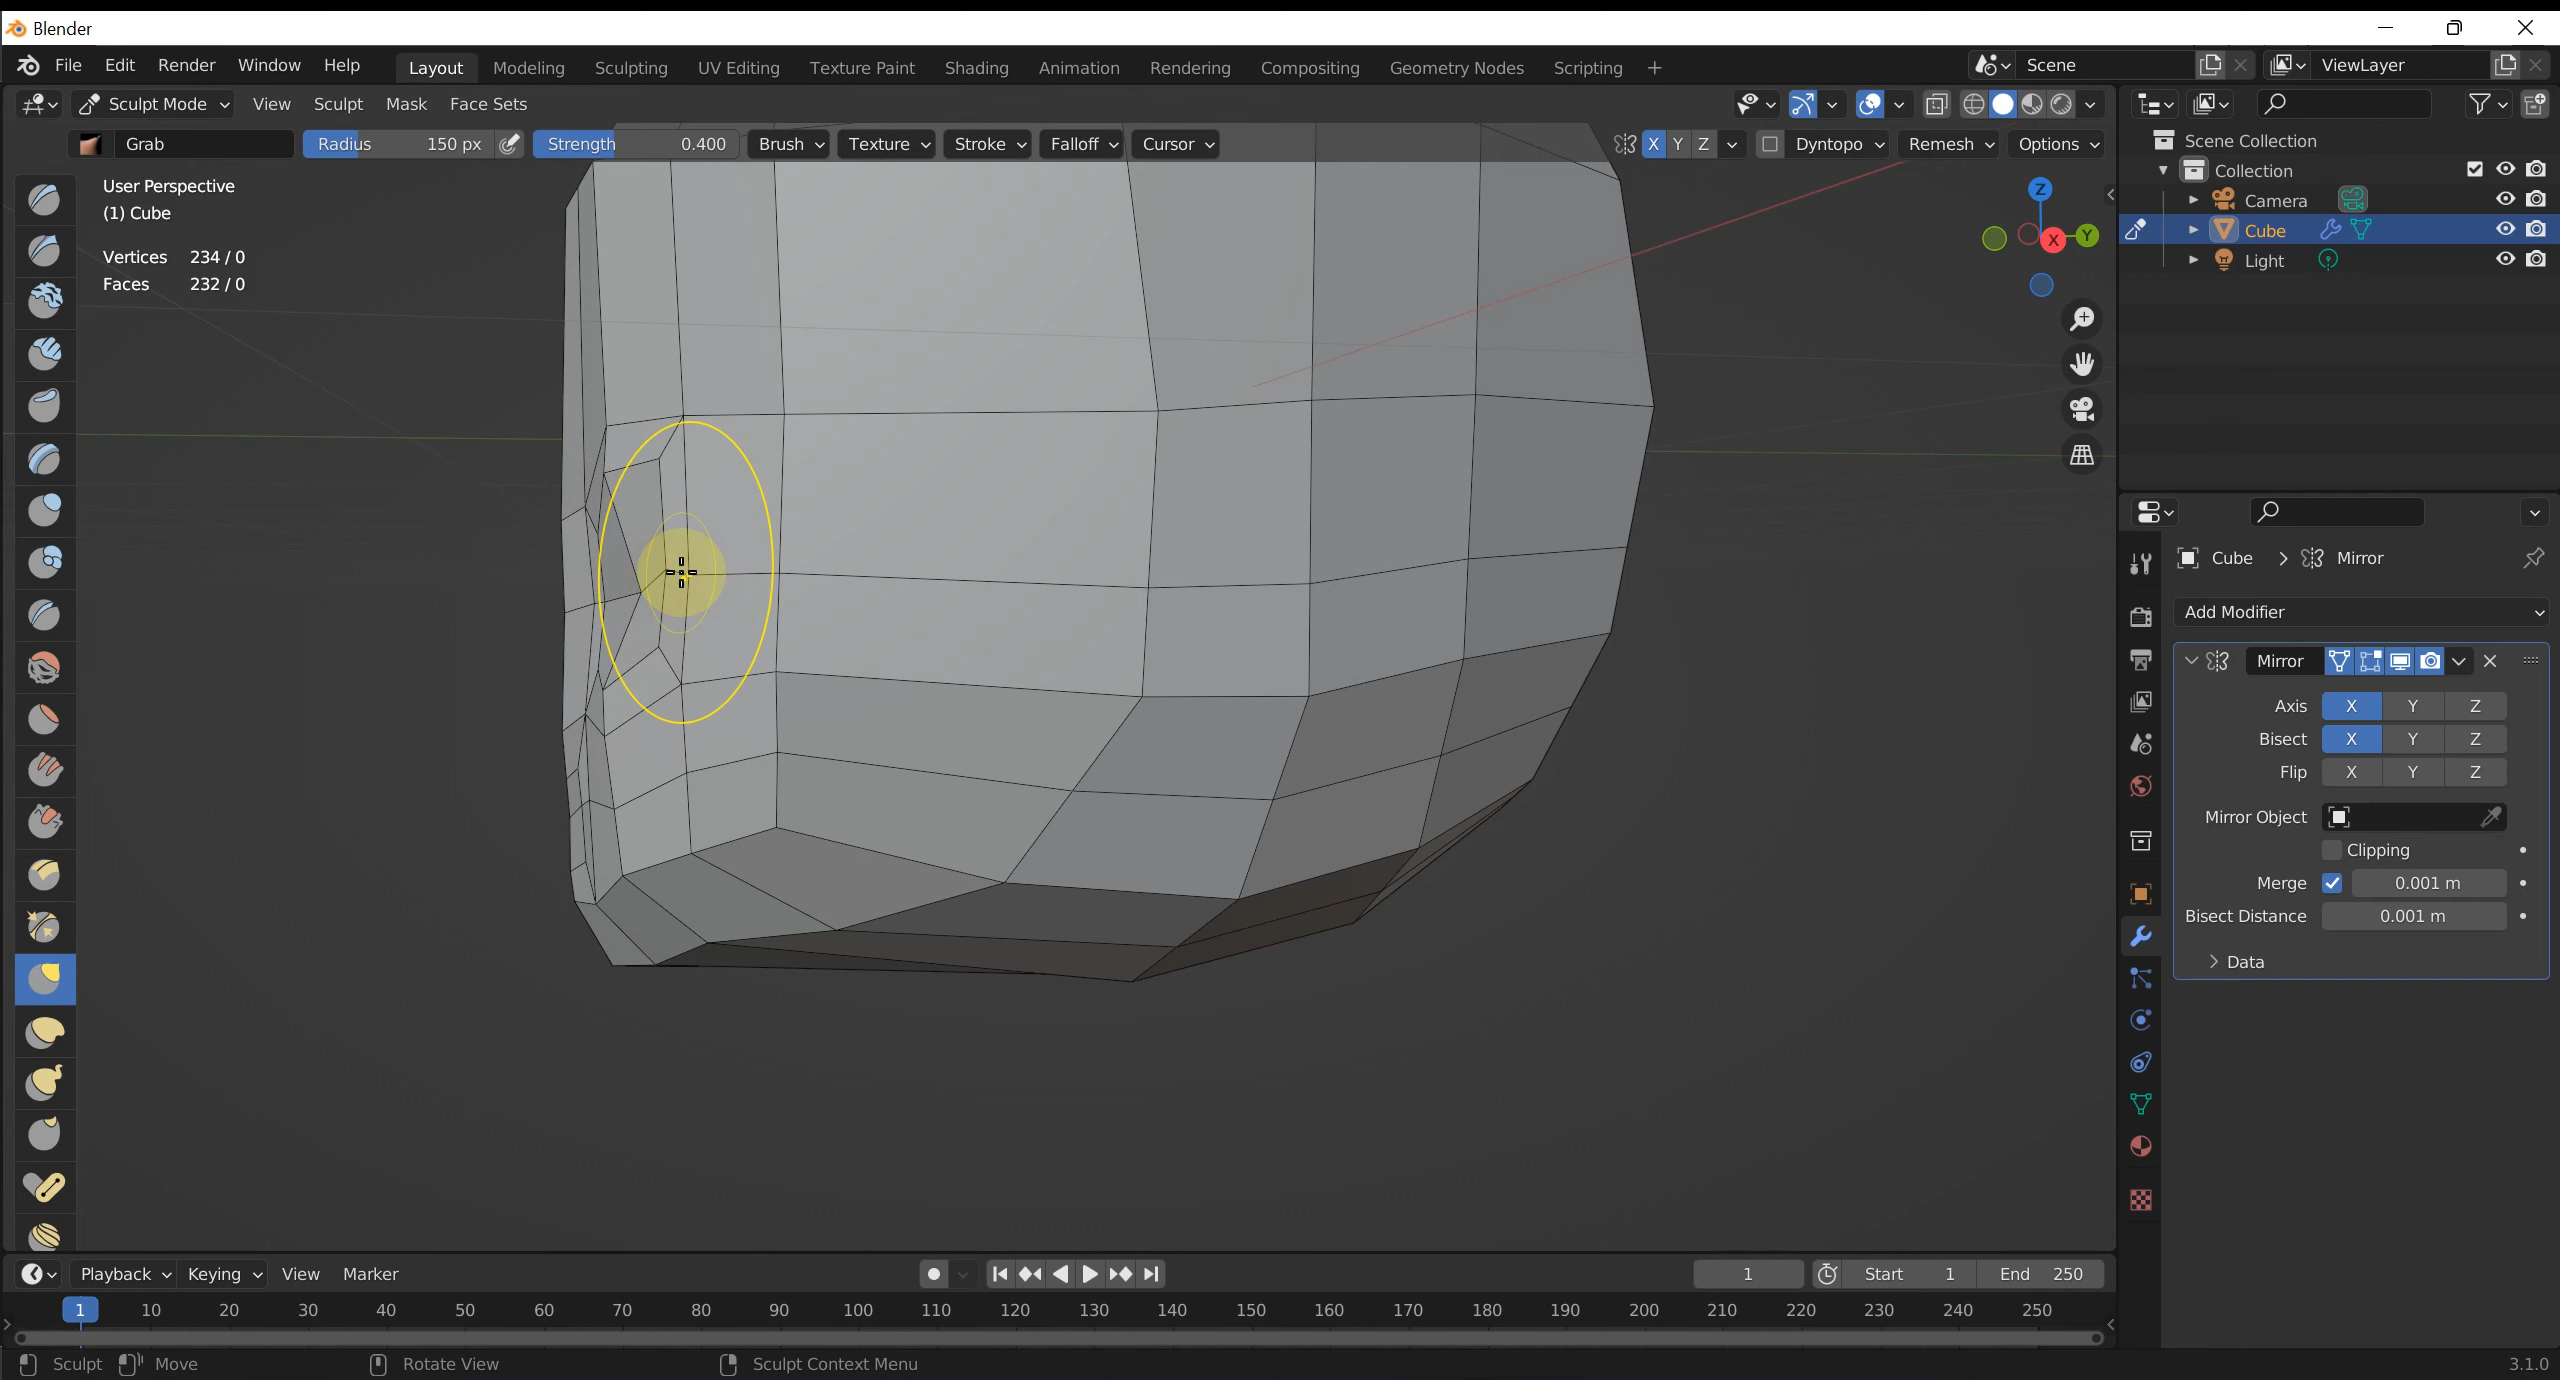 Blender
File Edit Render Window Help Layout Modeling Sculpting UV Editing Texture Paint Shading Animation Rendering Compositing Geometry Nodes Scripting + Scene ViewLayer
Sculpt Mode View Sculpt Mask Face Sets
Grab Radius 150 px Strength 0.400 Brush Texture Stroke Falloff Cursor X Y Z Dyntopo Remesh Options
User Perspective
(1) Cube
Vertices 234 / 0
Faces 232 / 0
Z
X Y
Scene Collection
Collection
Camera
Cube
Light
Cube > Mirror
Add Modifier
Mirror
Axis X Y Z
Bisect X Y Z
Flip X Y Z
Mirror Object
Clipping
Merge 0.001 m
Bisect Distance 0.001 m
Data
Playback Keying View Marker 1 Start 1 End 250
1 10 20 30 40 50 60 70 80 90 100 110 120 130 140 150 160 170 180 190 200 210 220 230 240 250
Sculpt Move Rotate View Sculpt Context Menu 3.1.0